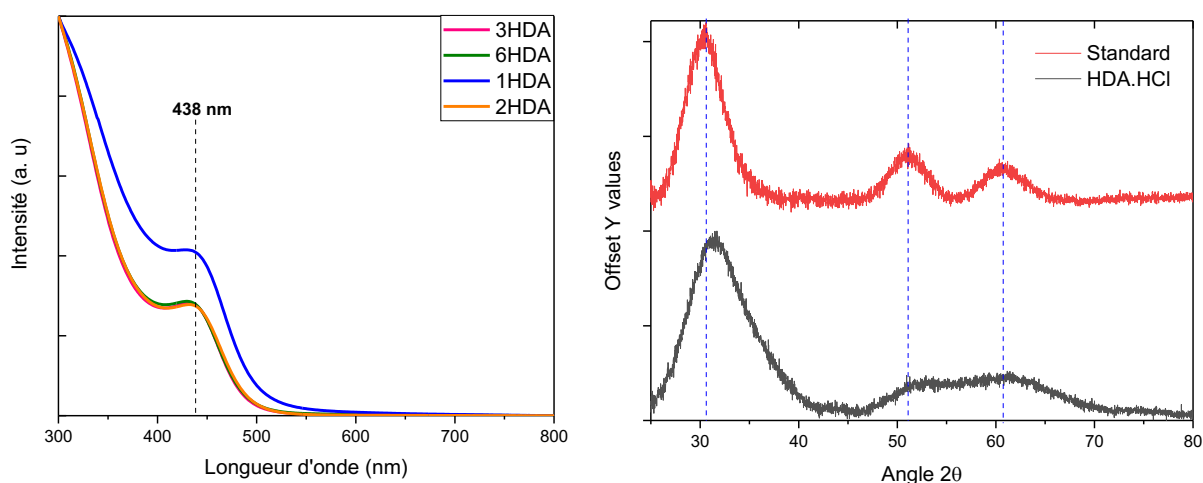 3HDA
6HDA
1HDA
2HDA
438 nm
Intensité (a. u)
300 400 500 600 700 800
Longueur d'onde (nm)
Standard
HDA.HCl
Offset Y values
30 40 50 60 70 80
Angle 2θ